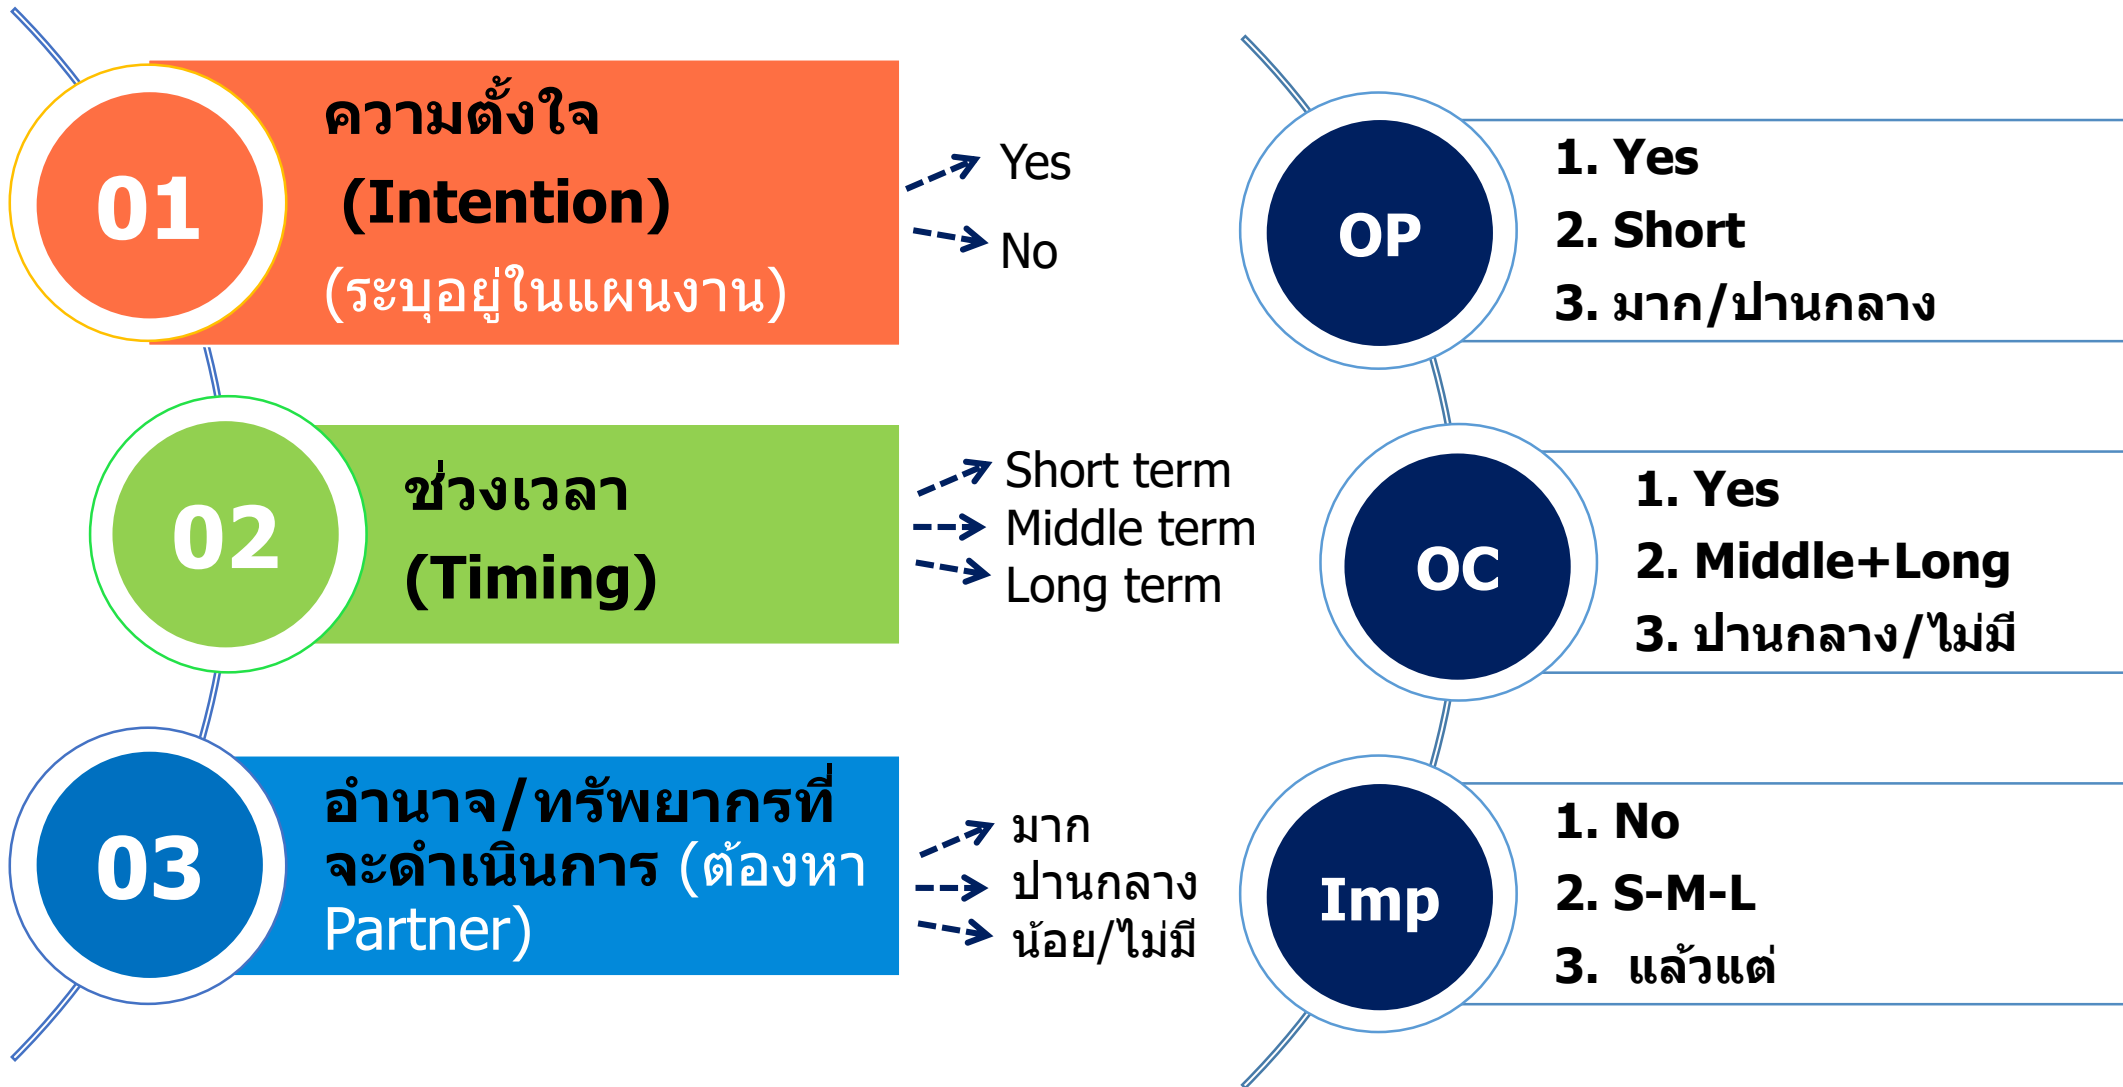 01
ความตั้งใจ
(Intention)
(ระบุอยู่ในแผนงาน)
Yes
No
02
ช่วงเวลา
(Timing)
Short term
Middle term
Long term
03
อำนาจ/ทรัพยากรที่
จะดำเนินการ (ต้องหา
Partner)
มาก
ปานกลาง
น้อย/ไม่มี
OP
1. Yes
2. Short
3. มาก/ปานกลาง
OC
1. Yes
2. Middle+Long
3. ปานกลาง/ไม่มี
Imp
1. No
2. S-M-L
3. แล้วแต่